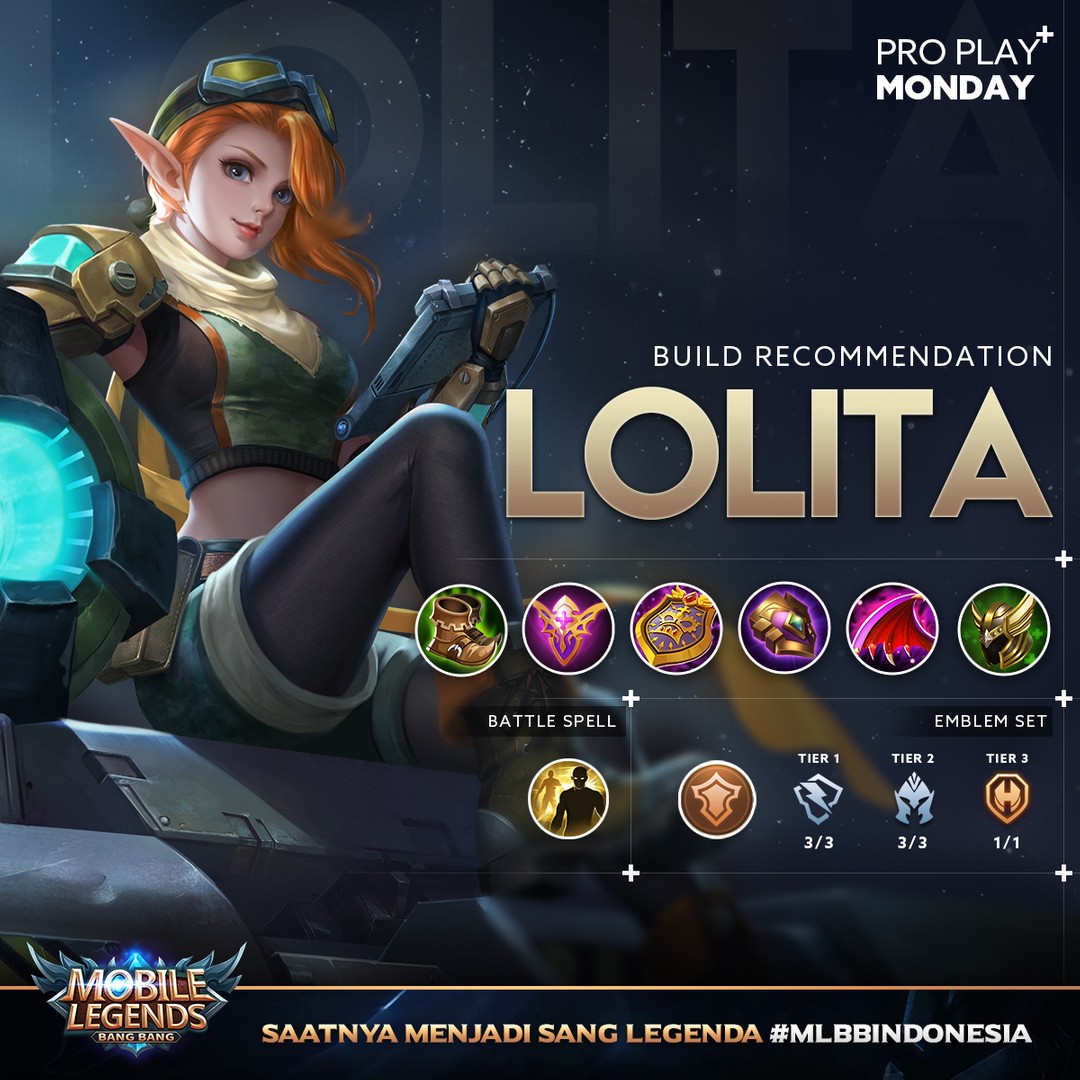 PRO PLAY
MONDAY
BUILD RECOMMENDATION
LOLITA
BATTLE SPELL
EMBLEM SET
TIER 1
TIER 2
TIER 3
3/3
3/3
1/1
MOBILE
LEGENDS
BANG BANG
SAATNYA MENJADI SANG LEGENDA #MLBBINDONESIA
LOLITA